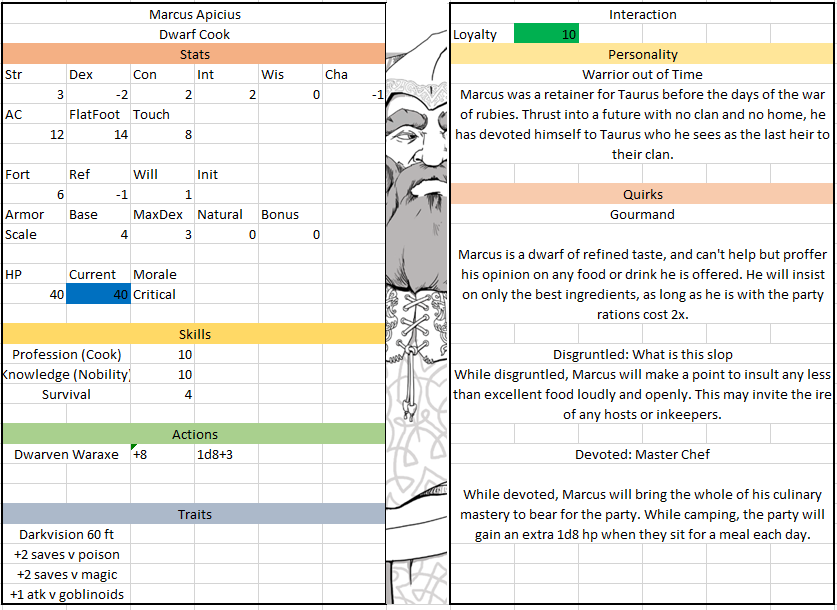 Marcus Apicius
Dwarf Cook
Stats
Str Dex Con Int Wis Cha
3 -2 2 2 0 -1
AC FlatFoot Touch
12 14 8
Fort Ref Will Init
6 -1 1
Armor Base MaxDex Natural Bonus
Scale 4 3 0 0
HP Current Morale
40 40 Critical
Skills
Profession (Cook) 10
Knowledge (Nobility) 10
Survival 4
Actions
Dwarven Waraxe +8 1d8+3
Traits
Darkvision 60 ft
+2 saves v poison
+2 saves v magic
+1 atk v goblinoids
Interaction
Loyalty 10
Personality
Warrior out of Time
Marcus was a retainer for Taurus before the days of the war
of rubies. Thrust into a future with no clan and no home, he
has devoted himself to Taurus who he sees as the last heir to
their clan.
Quirks
Gourmand
Marcus is a dwarf of refined taste, and can't help but proffer
his opinion on any food or drink he is offered. He will insist
on only the best ingredients, as long as he is with the party
rations cost 2x.
Disgruntled: What is this slop
While disgruntled, Marcus will make a point to insult any less
than excellent food loudly and openly. This may invite the ire
of any hosts or inkeepers.
Devoted: Master Chef
While devoted, Marcus will bring the whole of his culinary
mastery to bear for the party. While camping, the party will
gain an extra 1d8 hp when they sit for a meal each day.